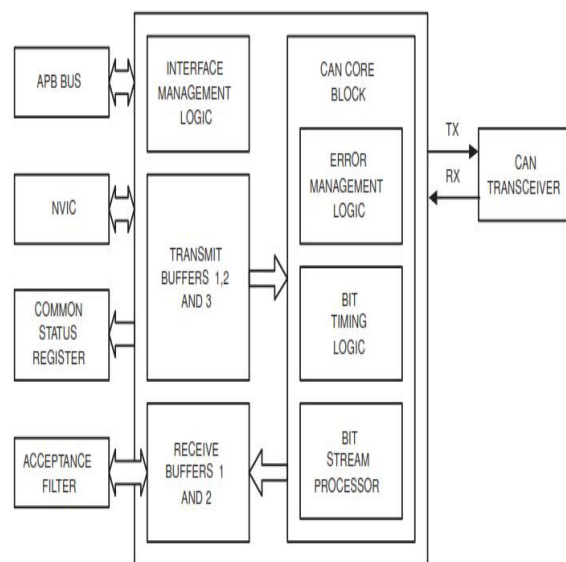 APB BUS
NVIC
COMMON
STATUS
REGISTER
ACCEPTANCE
FILTER
INTERFACE
MANAGEMENT
LOGIC
TRANSMIT
BUFFERS 1,2
AND 3
RECEIVE
BUFFERS 1
AND 2
CAN CORE
BLOCK
ERROR
MANAGEMENT
LOGIC
BIT
TIMING
LOGIC
BIT
STREAM
PROCESSOR
TX
RX
CAN
TRANSCEIVER